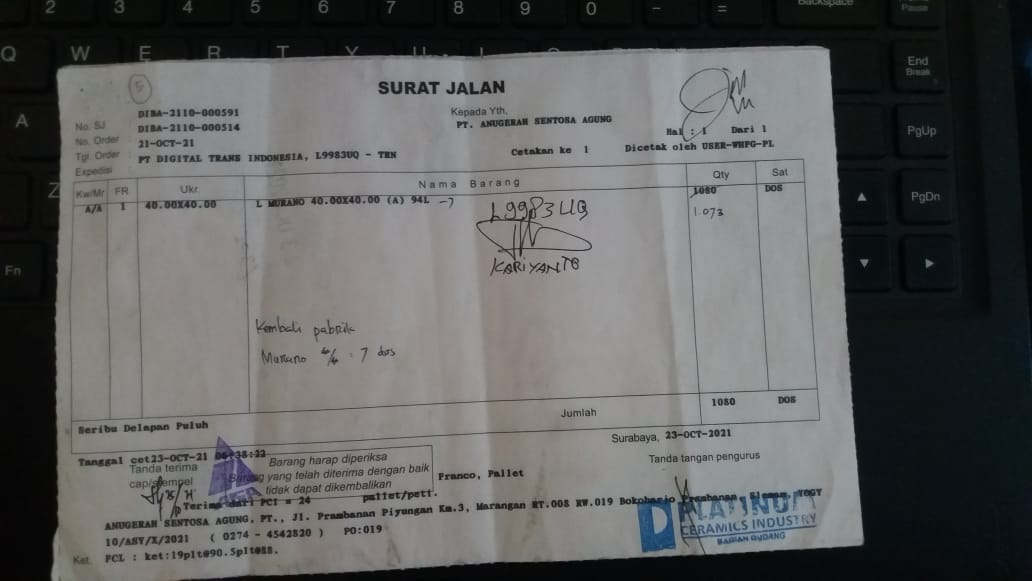 2 3 4 5 6 7 8 9 0 - = Backspace Pause
Q W E R T Y U End Break
A PgUp
Z PgDn
Fn
5
SURAT JALAN
No. SJ DIBA-2110-000591
No. Order DIBA-2110-000514
Tgl. Order 21-OCT-21
Expedisi PT DIGITAL TRANS INDONESIA, L9983UQ - TRN
Kepada Yth,
PT. ANUGERAH SENTOSA AGUNG
Hal : 1 Dari 1
Cetakan ke 1 Dicetak oleh USER-WHFG-PL
Kw/Mr FR Ukr. Nama Barang Qty Sat
A/A 1 40.00X40.00 L MURANO 40.00X40.00 (A) 94L -7 1080 DOS
1.073
L9983UQ
KARIYANTO
Kembali pabrik
Murano 4/4 : 7 dos
Jumlah 1080 DOS
Seribu Delapan Puluh
Surabaya, 23-OCT-2021
Tanggal cet23-OCT-21 06:38:22
Tanda terima
cap/stempel
Barang harap diperiksa
Barang yang telah diterima dengan baik
tidak dapat dikembalikan
Franco, Pallet
Tanda tangan pengurus
Terima dari PCI = 24 pallet/peti.
ANUGERAH SENTOSA AGUNG, PT., Jl. Prambanan Piyungan Km.3, Marangan RT.008 RW.019 Bokoharjo Prambanan, Sleman, YOGY
10/ASY/X/2021 ( 0274 - 4542820 ) PO:019
Ket. PCL : ket:19plt@90.5plt@88.
PLATINUM
CERAMICS INDUSTRY
BAGIAN GUDANG